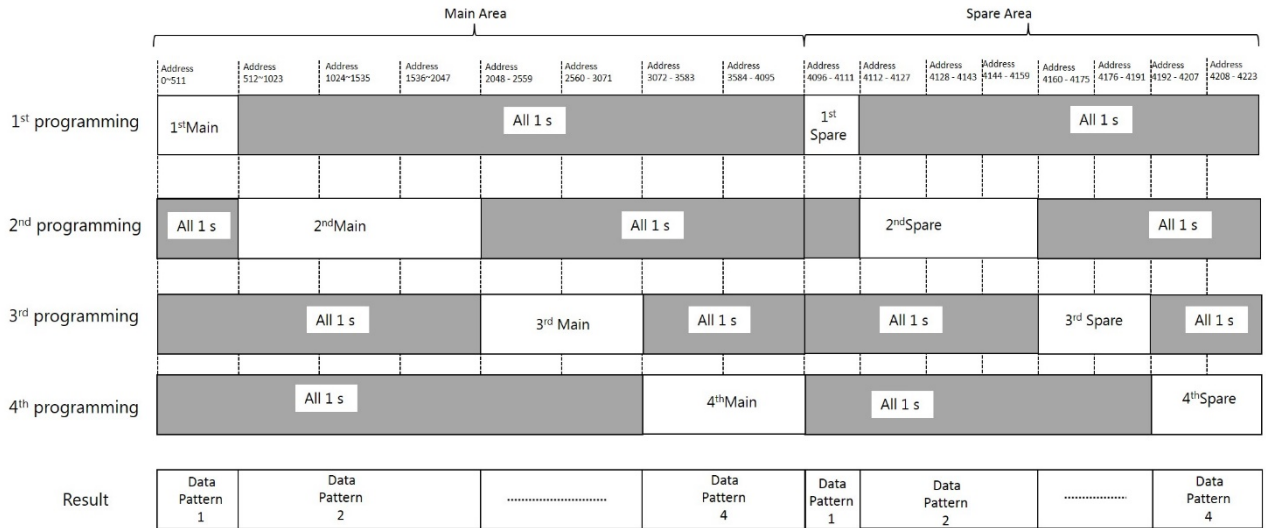 Main Area
Spare Area
Address
0~511
Address
512~1023
Address
1024~1535
Address
1536~2047
Address
2048 - 2559
Address
2560 - 3071
Address
3072 - 3583
Address
3584 - 4095
Address
4096 - 4111
Address
4112 - 4127
Address
4128 - 4143
Address
4144 - 4159
Address
4160 - 4175
Address
4176 - 4191
Address
4192 - 4207
Address
4208 - 4223
1st programming
1stMain
All 1 s
1st
Spare
All 1 s
2nd programming
All 1 s
2ndMain
All 1 s
2ndSpare
All 1 s
3rd programming
All 1 s
3rd Main
All 1 s
All 1 s
3rd Spare
All 1 s
4th programming
All 1 s
4thMain
All 1 s
4thSpare
Result
Data
Pattern
1
Data
Pattern
2
........................
Data
Pattern
4
Data
Pattern
1
Data
Pattern
2
...............
Data
Pattern
4